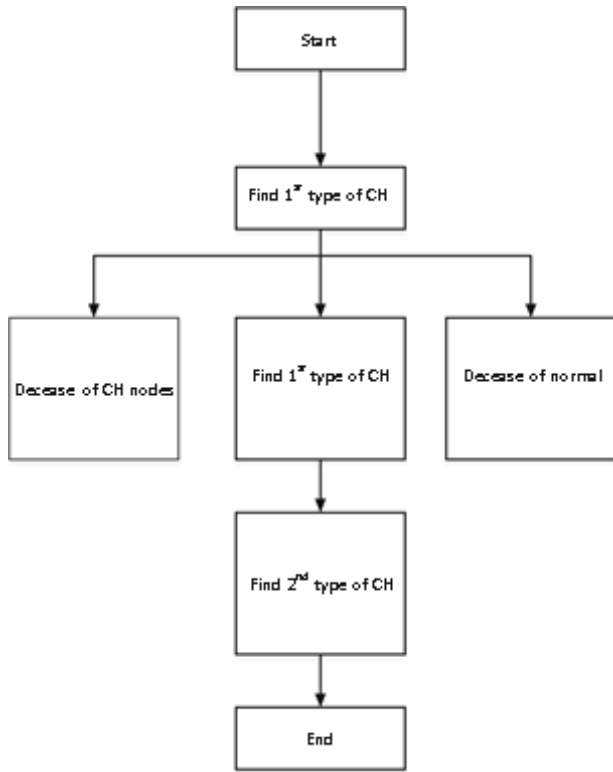 Start
Find 1st type of CH
Decease of CH nodes
Find 1st type of CH
Decease of normal
Find 2nd type of CH
End